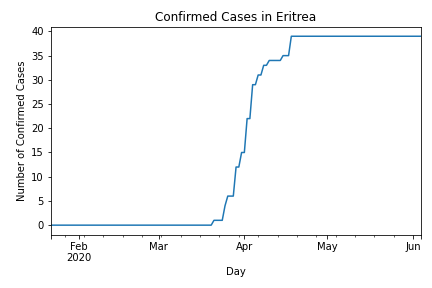 Confirmed Cases in Eritrea
Number of Confirmed Cases
40
35
30
25
20
15
10
5
0
Feb
2020
Mar
Apr
May
Jun
Day